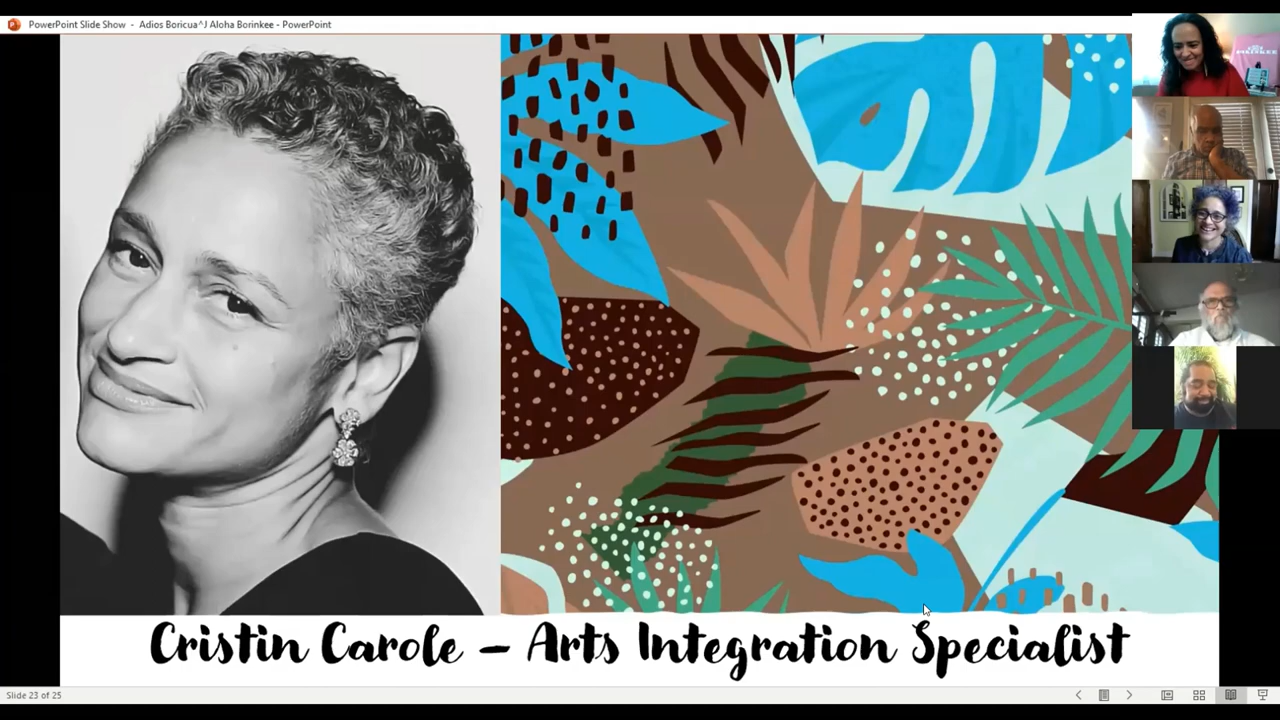 PowerPoint Slide Show - Adios Boricua^J Aloha Borinkee - PowerPoint
Cristin Carole – Arts Integration Specialist
Slide 23 of 25